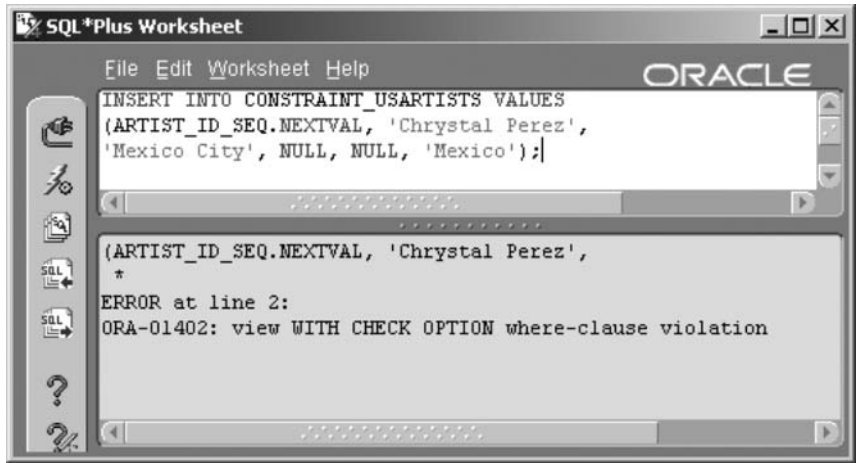 SQL*Plus Worksheet
File Edit Worksheet Help
ORACLE
INSERT INTO CONSTRAINT_USARTISTS VALUES
(ARTIST_ID_SEQ.NEXTVAL, 'Chrystal Perez',
'Mexico City', NULL, NULL, 'Mexico');
(ARTIST_ID_SEQ.NEXTVAL, 'Chrystal Perez',
*
ERROR at line 2:
ORA-01402: view WITH CHECK OPTION where-clause violation
SQL
SQL